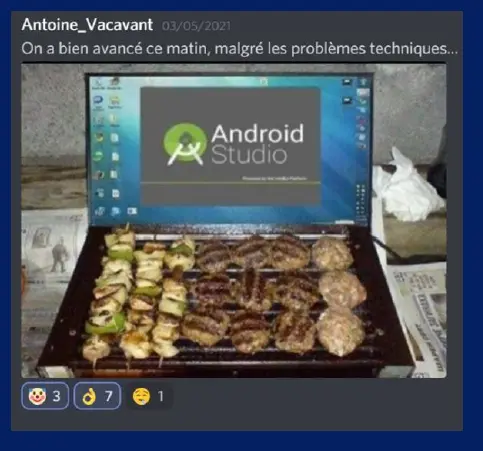 Antoine_Vacavant 03/05/2021
On a bien avancé ce matin, malgré les problèmes techniques...
Android
Studio
3 7 1